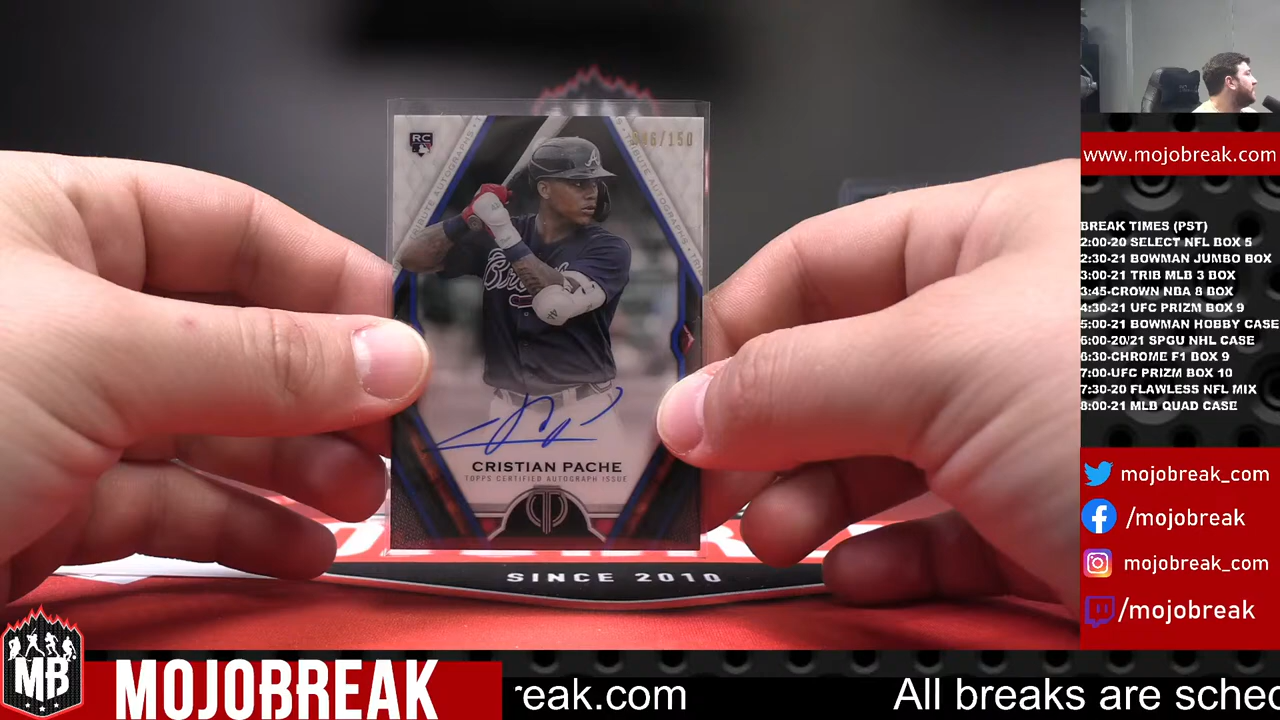 RC
TRIBUTE AUTOGRAPHS
/150
A
CRISTIAN PACHE
TOPPS CERTIFIED AUTOGRAPH ISSUE
SINCE 2010
www.mojobreak.com
BREAK TIMES (PST)
2:00-20 SELECT NFL BOX 5
2:30-21 BOWMAN JUMBO BOX
3:00-21 TRIB MLB 3 BOX
3:45-CROWN NBA 8 BOX
4:30-21 UFC PRIZM BOX 9
5:00-21 BOWMAN HOBBY CASE
6:00-20/21 SPGU NHL CASE
6:30-CHROME F1 BOX 9
7:00-UFC PRIZM BOX 10
7:30-20 FLAWLESS NFL MIX
8:00-21 MLB QUAD CASE
mojobreak_com
/mojobreak
mojobreak_com
/mojobreak
MB
MOJOBREAK
reak.com
All breaks are sched